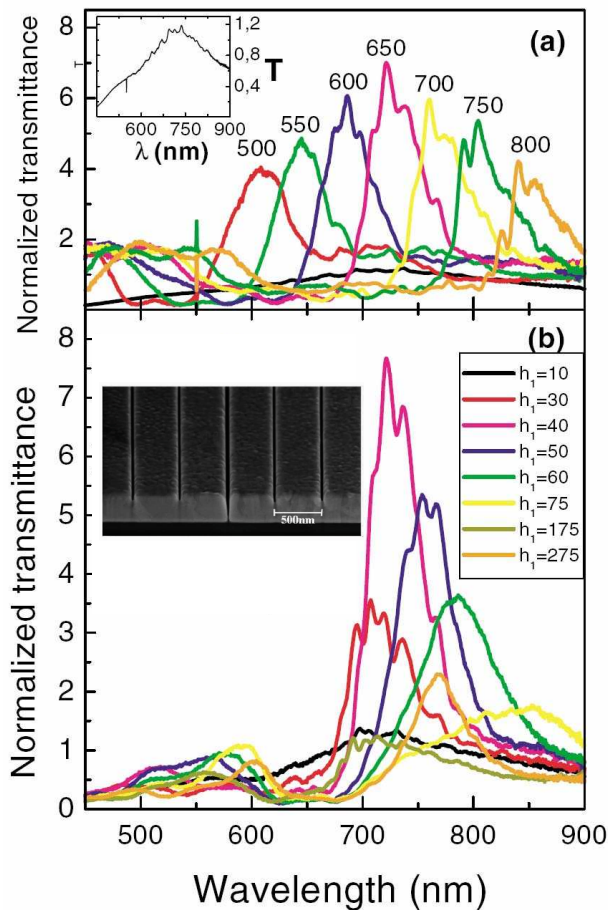 8
6
4
2
Normalized transmittance
T
1,2
0,8
0,4
600 750 900
λ (nm)
T
(a)
500
550
600
650
700
750
800
(b)
8
7
6
5
4
3
2
1
0
Normalized transmittance
h1=10
h1=30
h1=40
h1=50
h1=60
h1=75
h1=175
h1=275
500nm
500 600 700 800 900
Wavelength (nm)